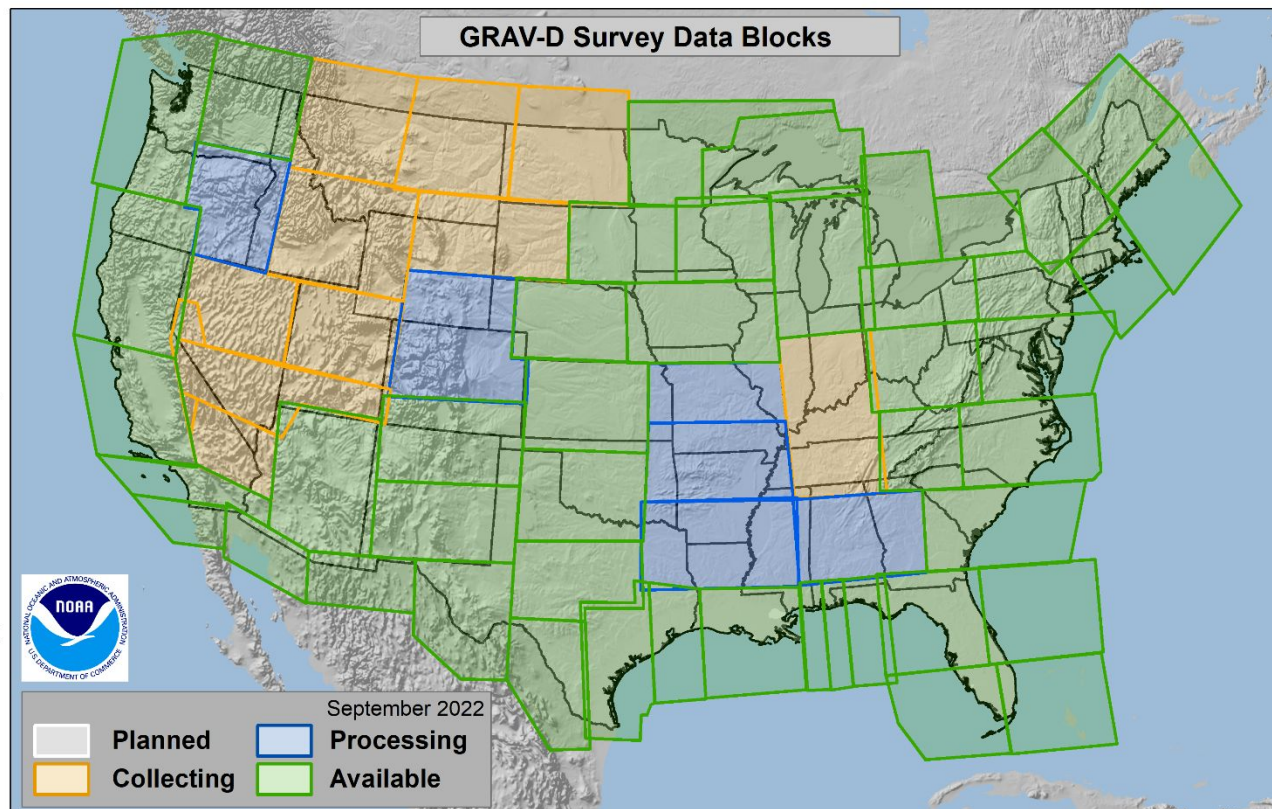 GRAV-D Survey Data Blocks
NATIONAL OCEANIC AND ATMOSPHERIC ADMINISTRATION
NOAA
U.S. DEPARTMENT OF COMMERCE
September 2022
Planned
Processing
Collecting
Available